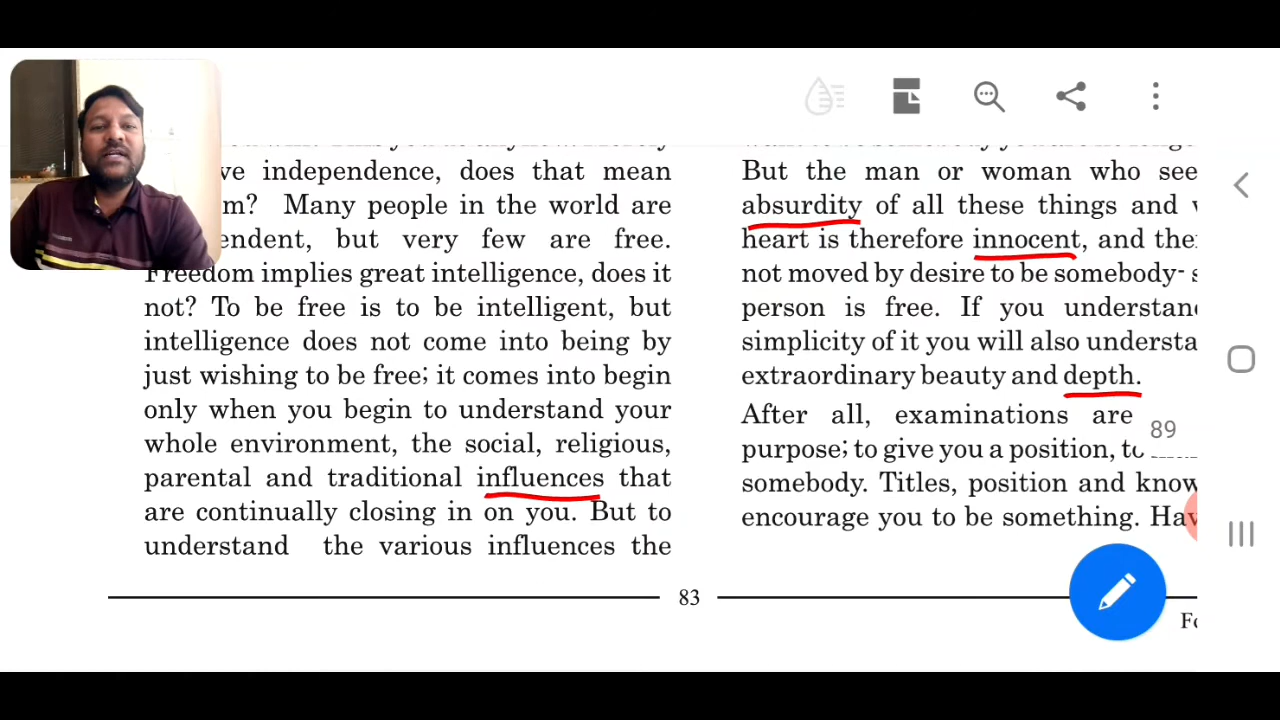 ve independence, does that mean
m? Many people in the world are
endent, but very few are free.
Freedom implies great intelligence, does it
not? To be free is to be intelligent, but
intelligence does not come into being by
just wishing to be free; it comes into begin
only when you begin to understand your
whole environment, the social, religious,
parental and traditional influences that
are continually closing in on you. But to
understand the various influences the
But the man or woman who see
absurdity of all these things and
heart is therefore innocent, and the
not moved by desire to be somebody- s
person is free. If you understan
simplicity of it you will also understa
extraordinary beauty and depth.
After all, examinations are
purpose; to give you a position, to
somebody. Titles, position and know
encourage you to be something. Hav
89
83
Fo